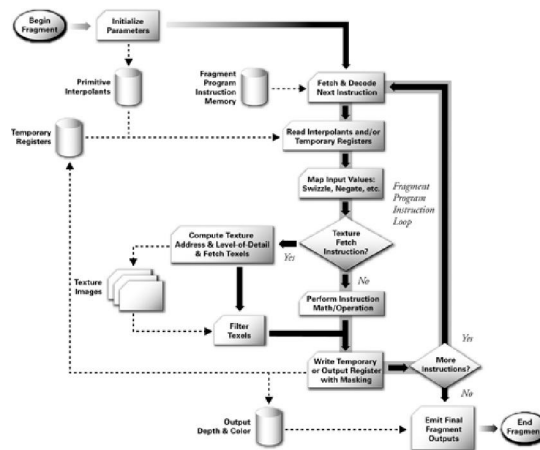 Begin
Fragment
Initialize
Parameters
Primitive
Interpolants
Fragment
Program
Instruction
Memory
Fetch & Decode
Next Instruction
Temporary
Registers
Read Interpolants and/or
Temporary Registers
Map Input Values:
Swizzle, Negate, etc.
Fragment
Program
Instruction
Loop
Compute Texture
Address & Level-of-Detail
& Fetch Texels
Yes
Texture
Fetch
Instruction?
No
Texture
Images
Perform Instruction
Math/Operation
Filter
Texels
Write Temporary
or Output Register
with Masking
Yes
More
Instructions?
No
Output
Depth & Color
Emit Final
Fragment
Outputs
End
Fragment